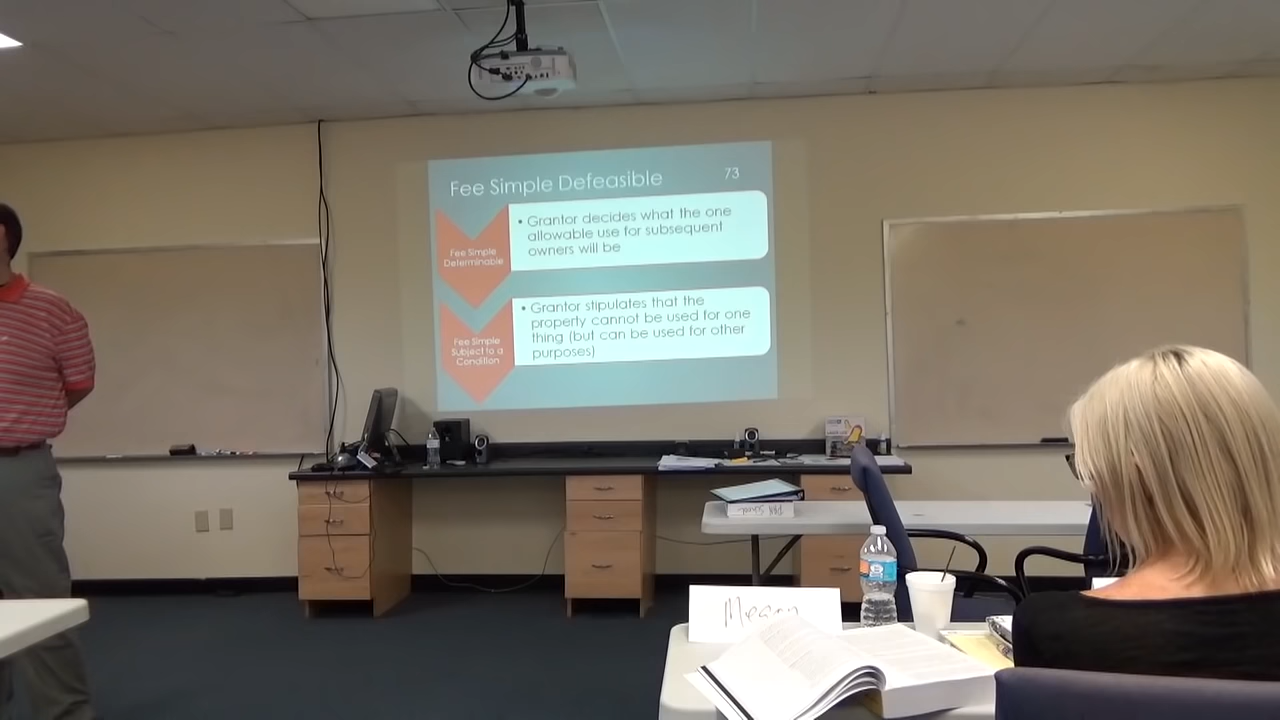 Fee Simple Defeasible
73
Fee Simple
Determinable
• Grantor decides what the one
allowable use for subsequent
owners will be
Fee Simple
Subject to a
Condition
• Grantor stipulates that the
property cannot be used for one
thing (but can be used for other
purposes)
Megan